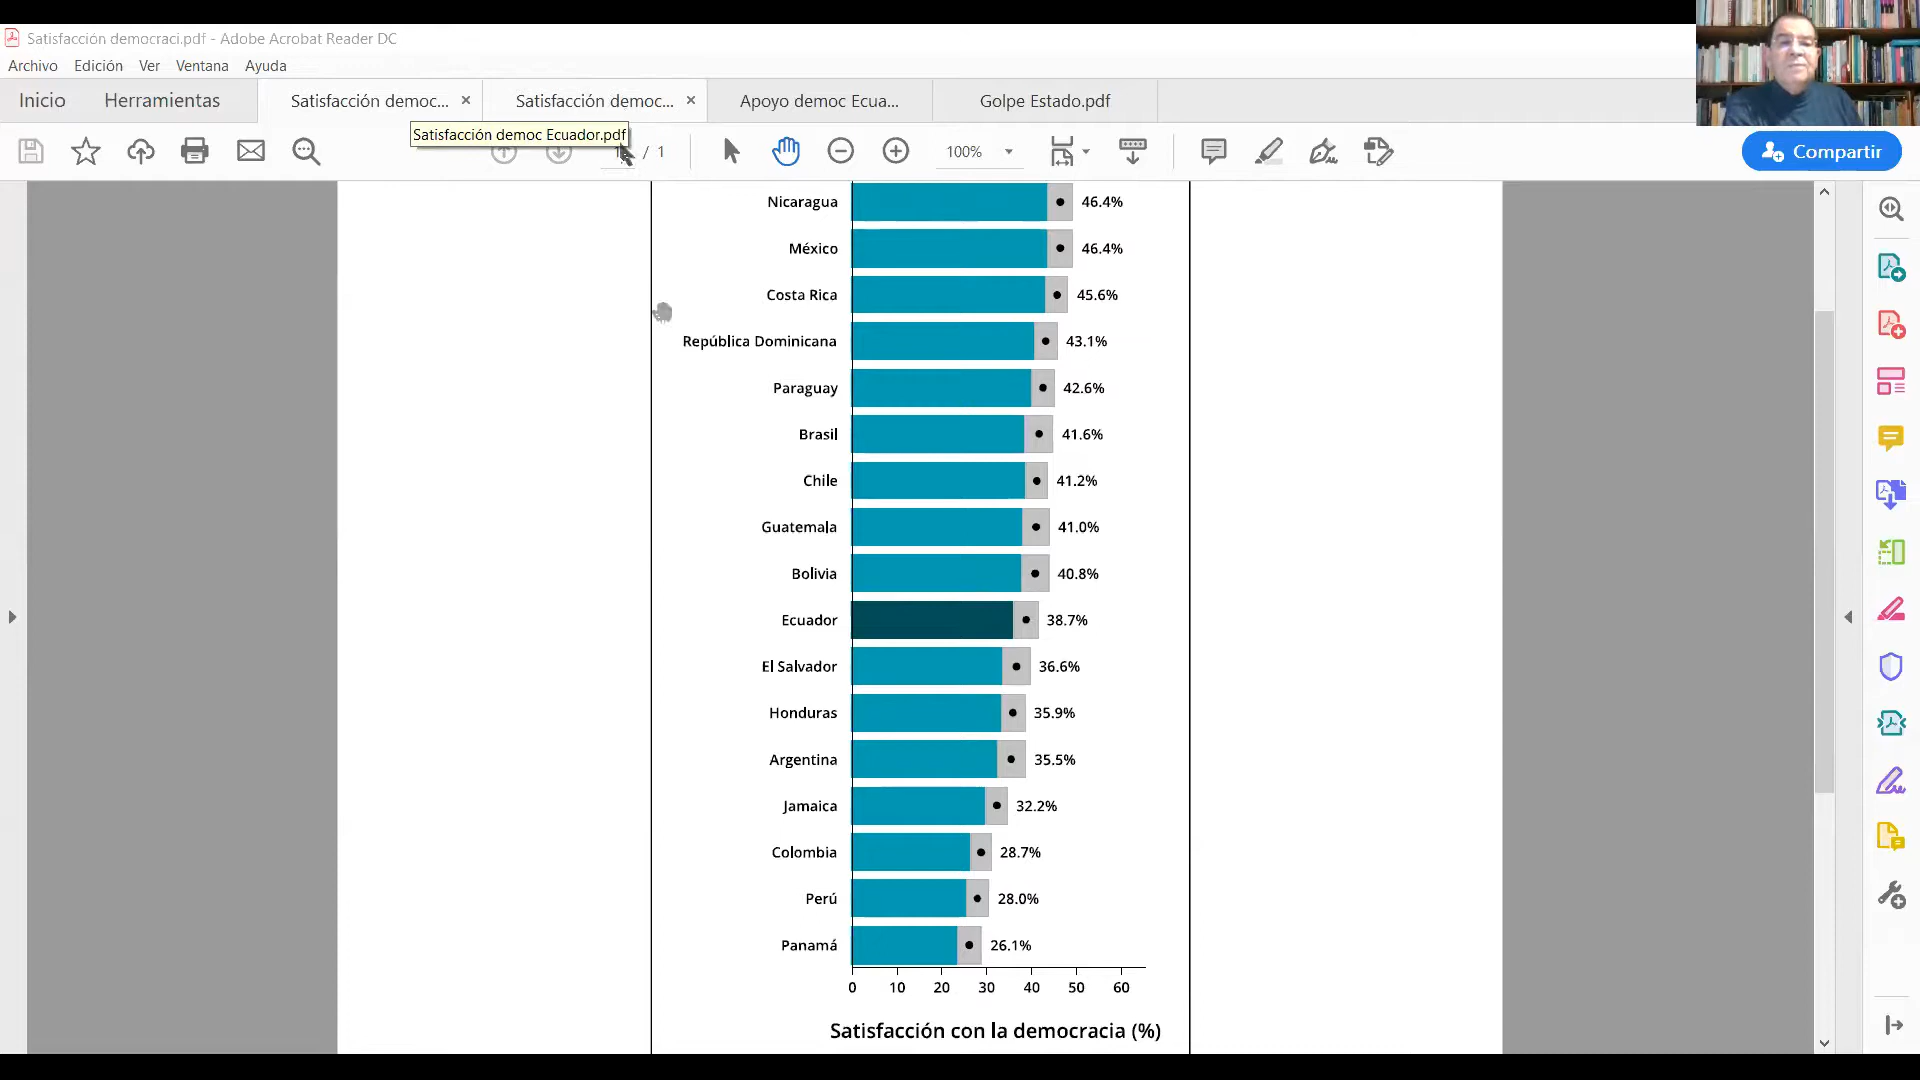 Satisfacción democraci.pdf - Adobe Acrobat Reader DC
Archivo Edición Ver Ventana Ayuda
Inicio Herramientas Satisfacción democ... × Satisfacción democ... × Apoyo democ Ecua... Golpe Estado.pdf
Satisfacción democ Ecuador.pdf
/ 1 100% Compartir
Nicaragua 46.4%
México 46.4%
Costa Rica 45.6%
República Dominicana 43.1%
Paraguay 42.6%
Brasil 41.6%
Chile 41.2%
Guatemala 41.0%
Bolivia 40.8%
Ecuador 38.7%
El Salvador 36.6%
Honduras 35.9%
Argentina 35.5%
Jamaica 32.2%
Colombia 28.7%
Perú 28.0%
Panamá 26.1%
0 10 20 30 40 50 60
Satisfacción con la democracia (%)